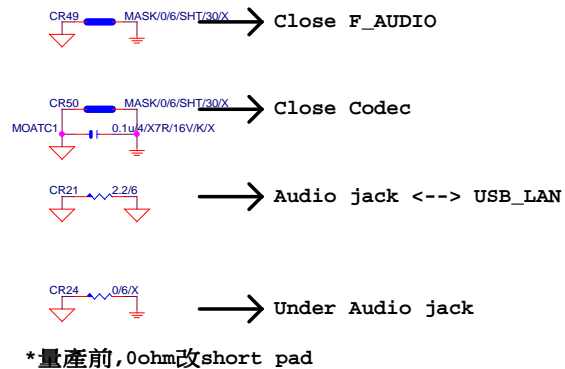 CR49 MASK/0/6/SHT/30/X Close F_AUDIO
CR50 MASK/0/6/SHT/30/X Close Codec
MOATC1 0.1u/4/X7R/16V/K/X
CR21 2.2/6 Audio jack <--> USB_LAN
CR24 0/6/X Under Audio jack
*量產前,0ohm改short pad